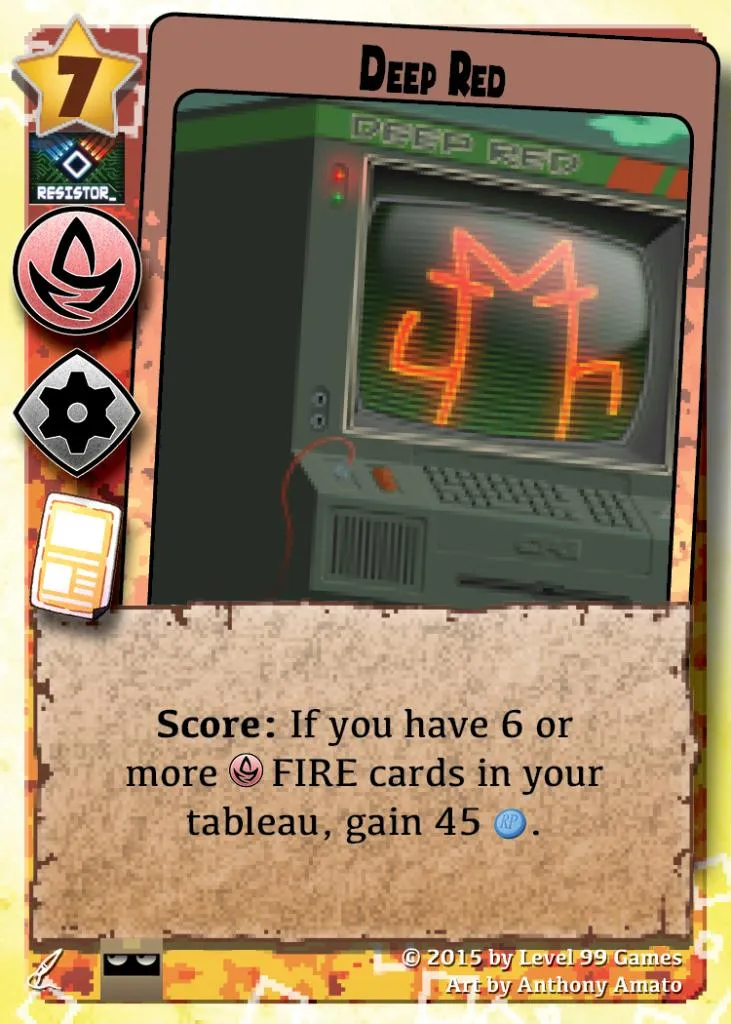 Deep Red
7
DEEP RED
RESISTOR_
Score: If you have 6 or
more FIRE cards in your
tableau, gain 45 RP.
© 2015 by Level 99 Games
Art by Anthony Amato